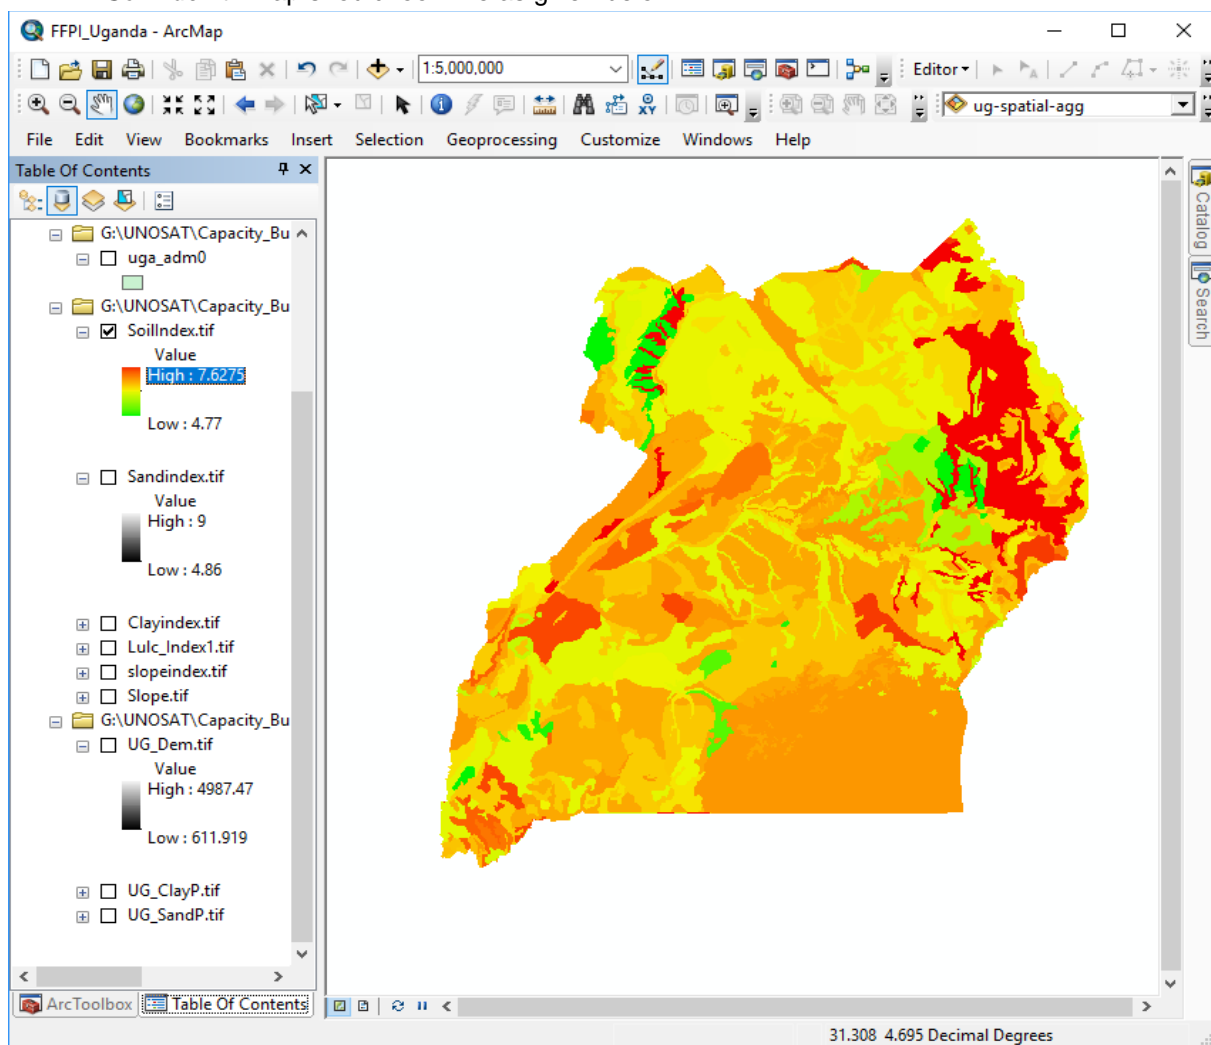 FFPI_Uganda - ArcMap
1:5,000,000
Editor
ug-spatial-agg
File Edit View Bookmarks Insert Selection Geoprocessing Customize Windows Help
Table Of Contents
G:\UNOSAT\Capacity_Bu
uga_adm0
G:\UNOSAT\Capacity_Bu
SoilIndex.tif
Value
High : 7.6275
Low : 4.77
Sandindex.tif
Value
High : 9
Low : 4.86
Clayindex.tif
Lulc_Index1.tif
slopeindex.tif
Slope.tif
G:\UNOSAT\Capacity_Bu
UG_Dem.tif
Value
High : 4987.47
Low : 611.919
UG_ClayP.tif
UG_SandP.tif
ArcToolbox Table Of Contents
Catalog
Search
31.308 4.695 Decimal Degrees